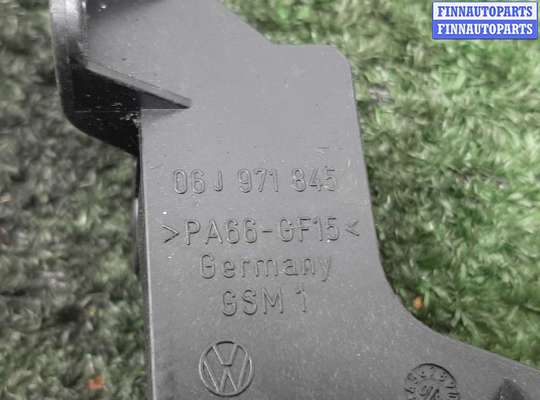 FINNAUTOPARTS
FINNAUTOPARTS
06J 971 845
>PA66-GF15<
Germany
GSM 1